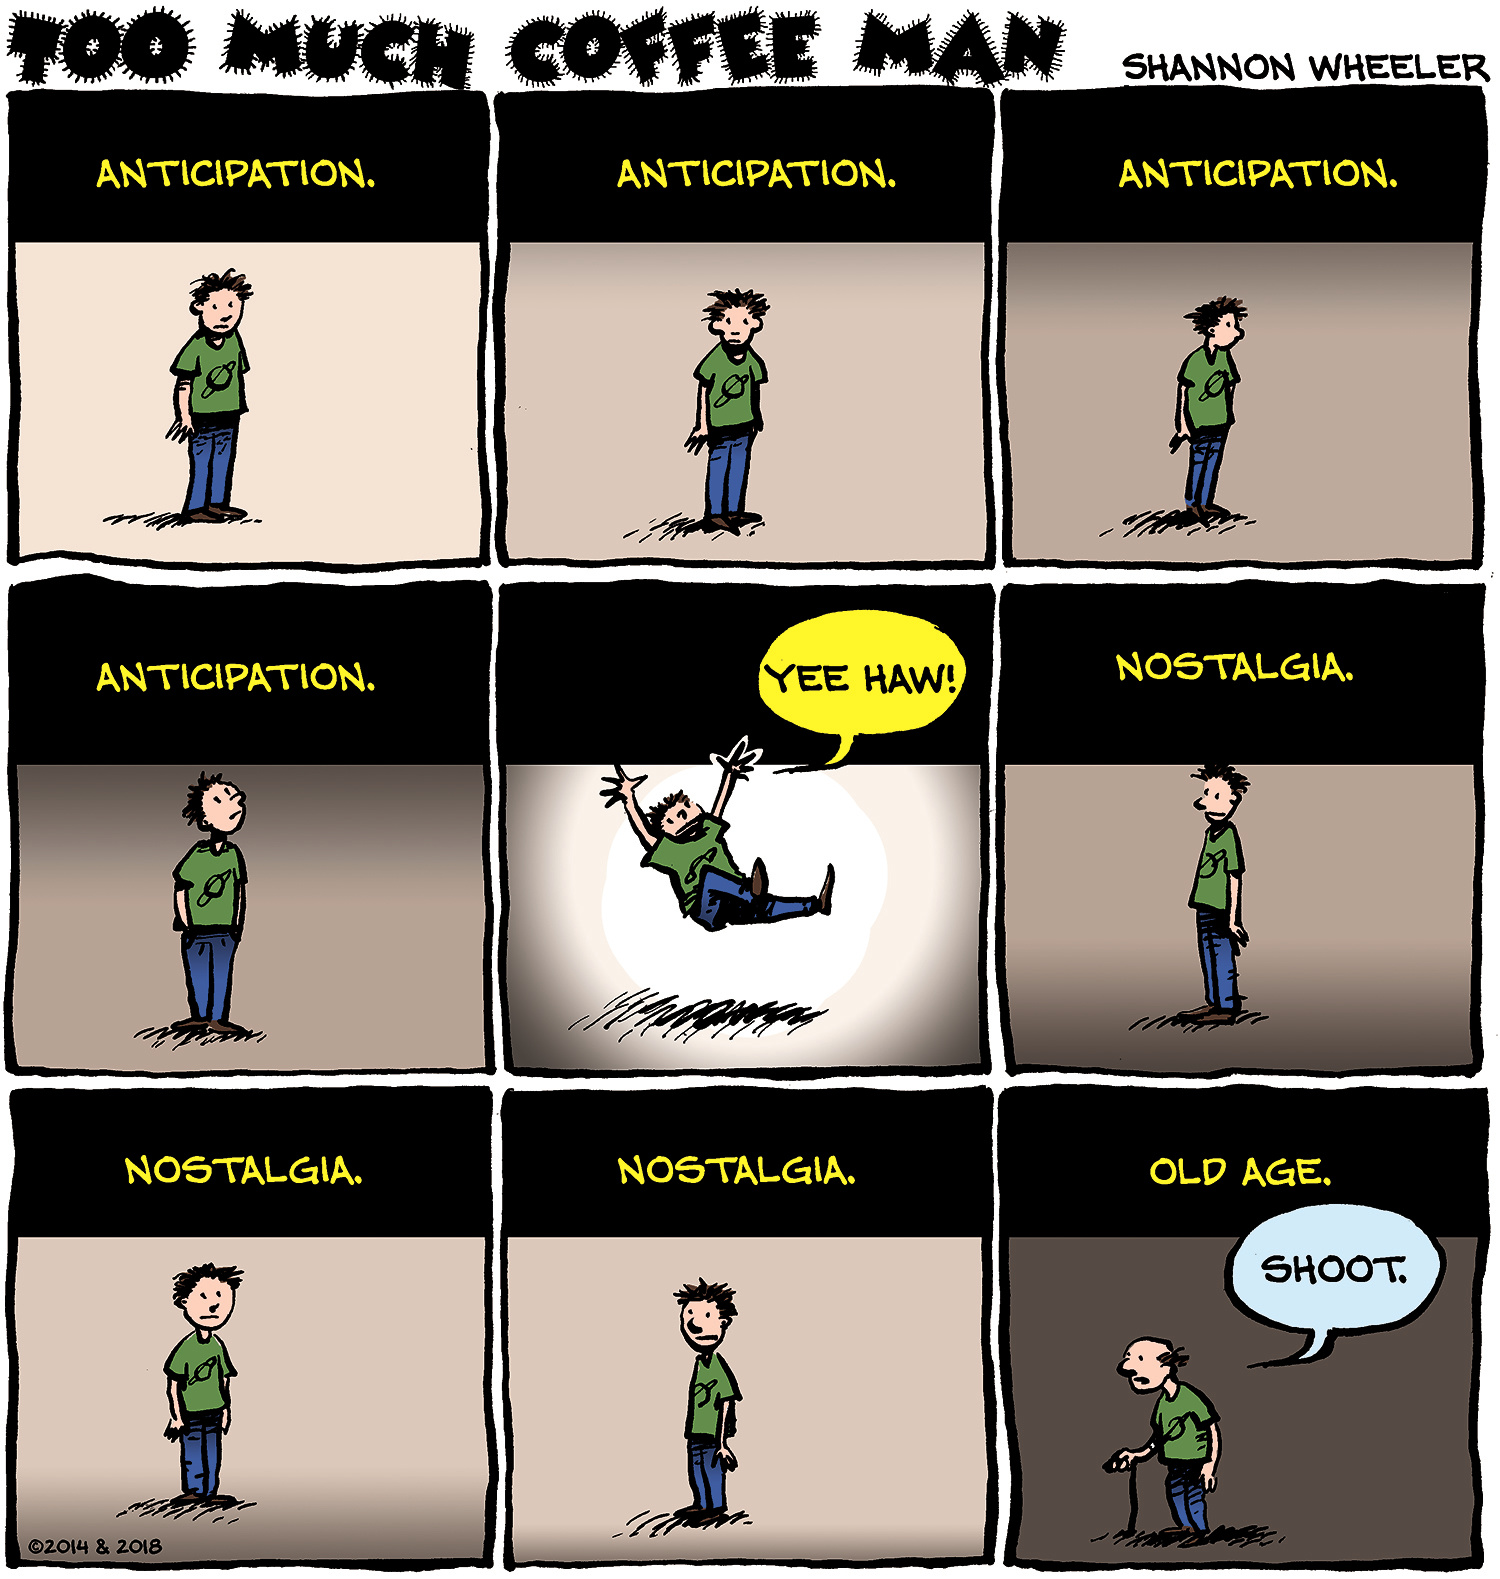 TOO MUCH COFFEE MAN
SHANNON WHEELER
ANTICIPATION.
ANTICIPATION.
ANTICIPATION.
ANTICIPATION.
YEE HAW!
NOSTALGIA.
NOSTALGIA.
NOSTALGIA.
OLD AGE.
SHOOT.
©2014 & 2018